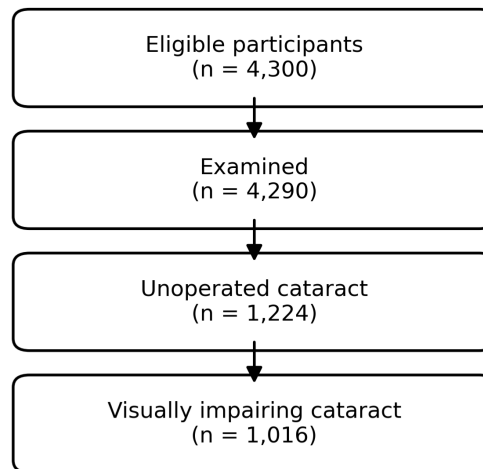 Eligible participants
(n = 4,300)
Examined
(n = 4,290)
Unoperated cataract
(n = 1,224)
Visually impairing cataract
(n = 1,016)